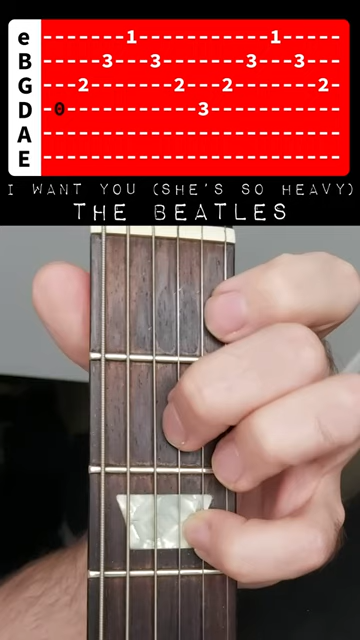 e -------1-----------1-----
B -----3---3-------3---3---
G ---2-------2---2-------2-
D -0-----------3-----------
A -------------------------
E -------------------------
I WANT YOU (SHE'S SO HEAVY)
THE BEATLES